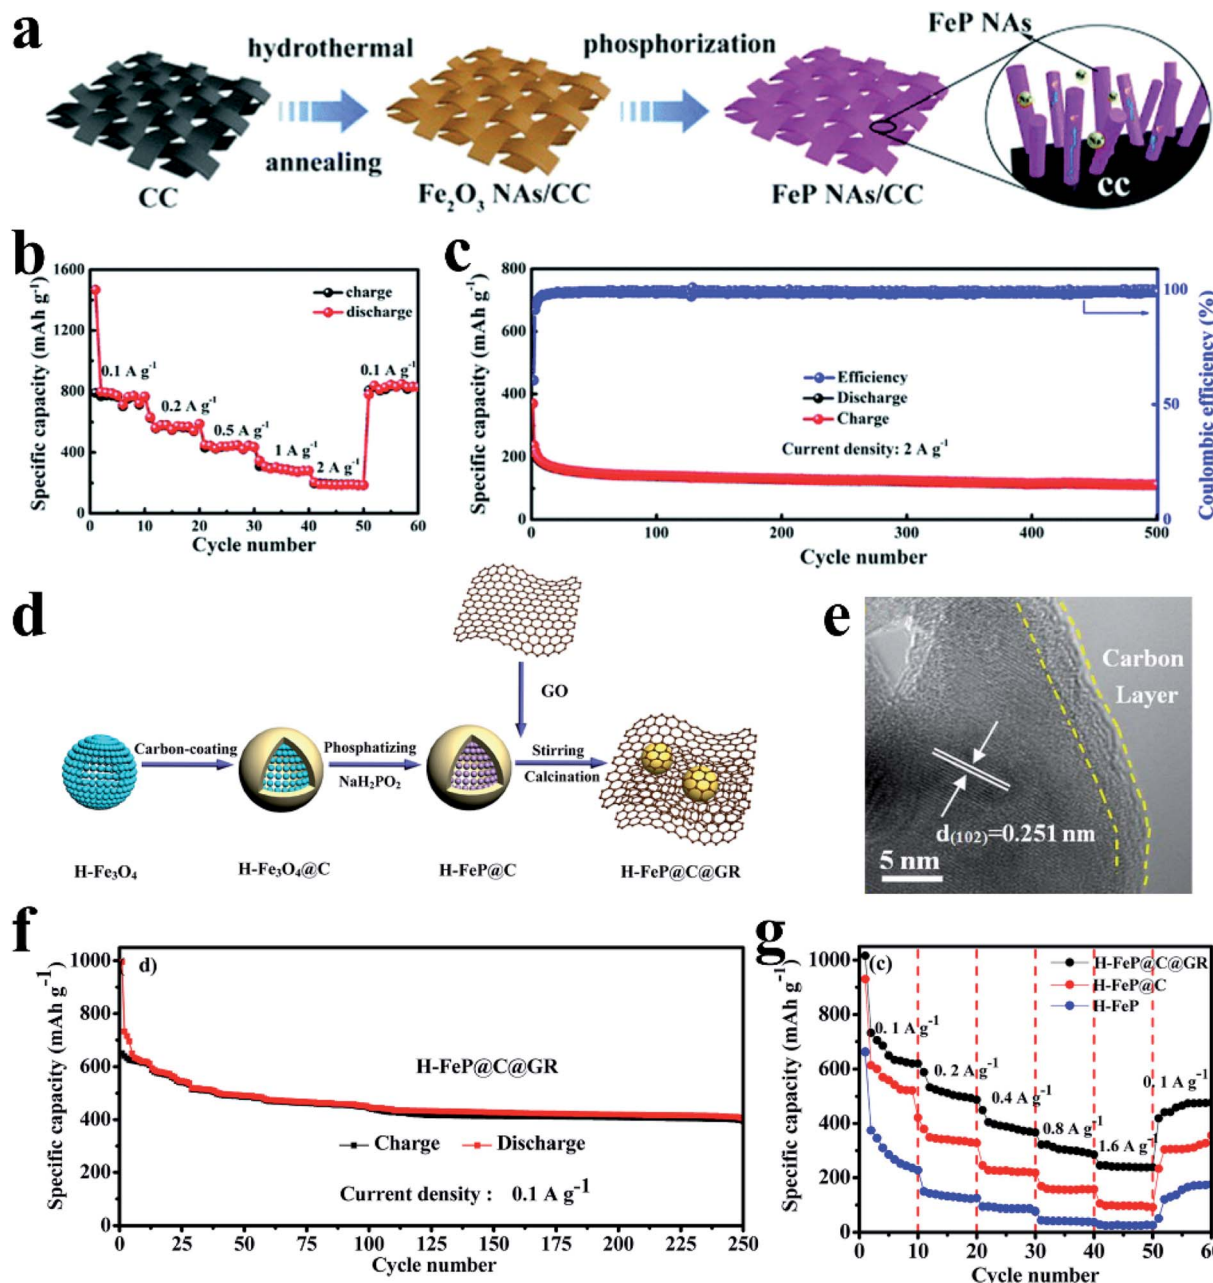 a
hydrothermal
annealing
phosphorization
FeP NAs
CC
Fe₂O₃ NAs/CC
FeP NAs/CC
CC
b
1600
1200
800
400
0
Specific capacity (mAh g⁻¹)
charge
discharge
0.1 A g⁻¹
0.2 A g⁻¹
0.5 A g⁻¹
1 A g⁻¹
2 A g⁻¹
0.1 A g⁻¹
0 10 20 30 40 50 60
Cycle number
c
800
700
600
400
200
0
Specific capacity (mAh g⁻¹)
Efficiency
Discharge
Charge
Current density: 2 A g⁻¹
100
50
0
Coulombic efficiency (%)
0 100 200 300 400 500
Cycle number
d
GO
Carbon-coating
Phosphatizing
NaH₂PO₂
Stirring
Calcination
H-Fe₃O₄
H-Fe₃O₄@C
H-FeP@C
H-FeP@C@GR
e
Carbon
Layer
d₍₁₀₂₎=0.251 nm
5 nm
f
d)
1000
800
600
400
200
0
Specific capacity (mAh g⁻¹)
H-FeP@C@GR
Charge Discharge
Current density : 0.1 A g⁻¹
0 25 50 75 100 125 150 175 200 225 250
Cycle number
g
(c)
1000
800
600
400
200
0
Specific capacity (mAh g⁻¹)
H-FeP@C@GR
H-FeP@C
H-FeP
0. 1 A g⁻¹
0. 2 A g⁻¹
0.4 A g⁻¹
0.8 A g⁻¹
1.6 A g⁻¹
0. 1 A g⁻¹
0 10 20 30 40 50 60
Cycle number